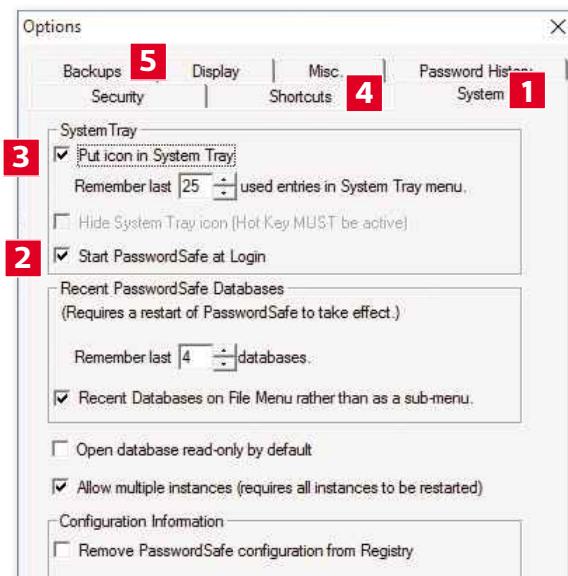 Options
Backups 5 Display Misc. Password History
Security Shortcuts 4 System 1
System Tray
3 Put icon in System Tray
Remember last 25 used entries in System Tray menu.
Hide System Tray icon (Hot Key MUST be active)
2 Start PasswordSafe at Login
Recent PasswordSafe Databases
(Requires a restart of PasswordSafe to take effect.)
Remember last 4 databases.
Recent Databases on File Menu rather than as a sub-menu.
Open database read-only by default
Allow multiple instances (requires all instances to be restarted)
Configuration Information
Remove PasswordSafe configuration from Registry